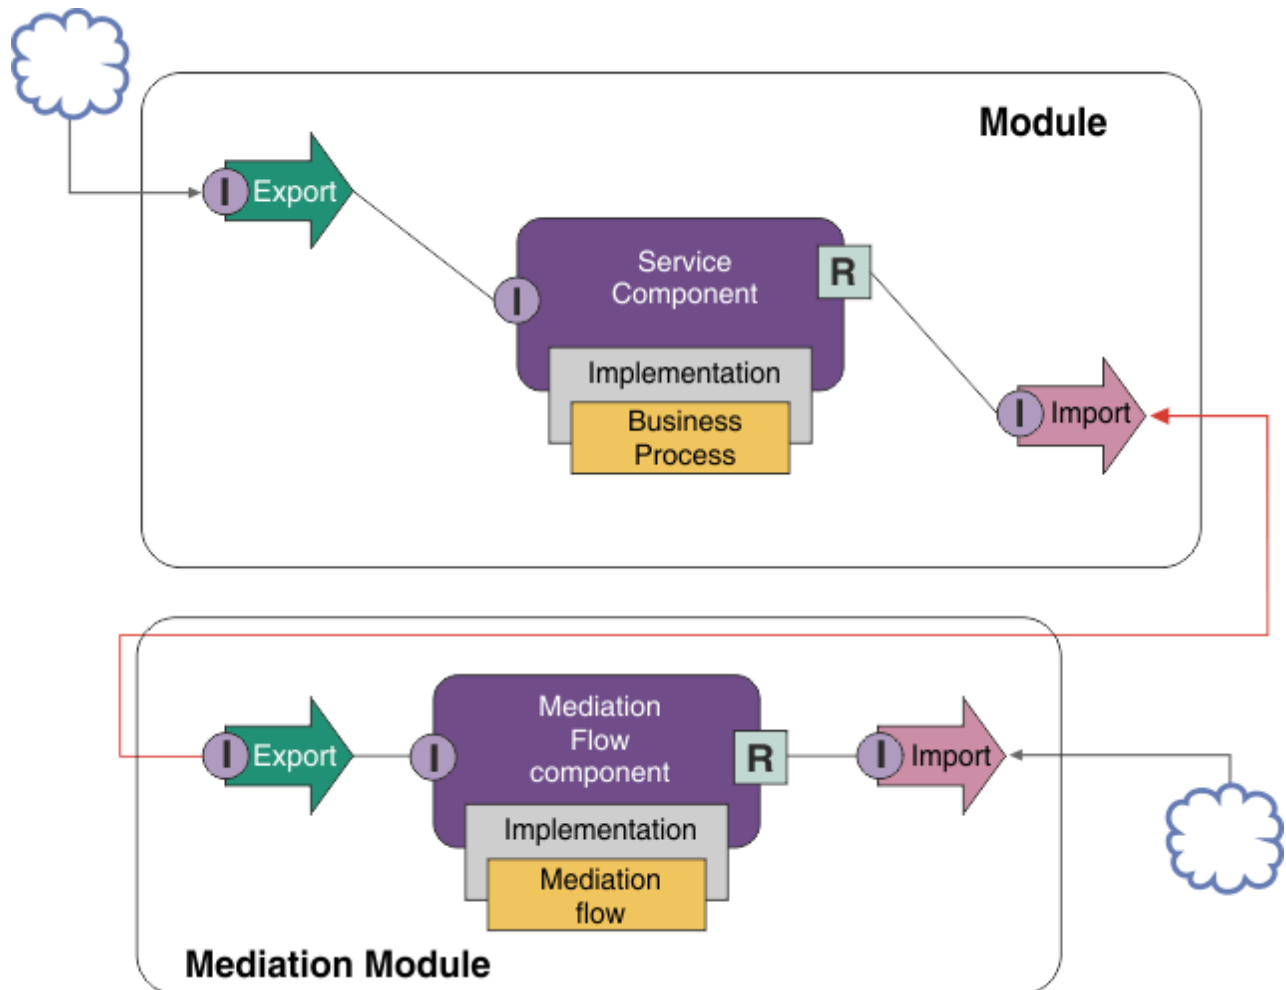 Module
I
Export
Service
Component
R
I
Implementation
Business
Process
I
Import
I
Export
I
Mediation
Flow
component
R
I
Import
Implementation
Mediation
flow
Mediation Module